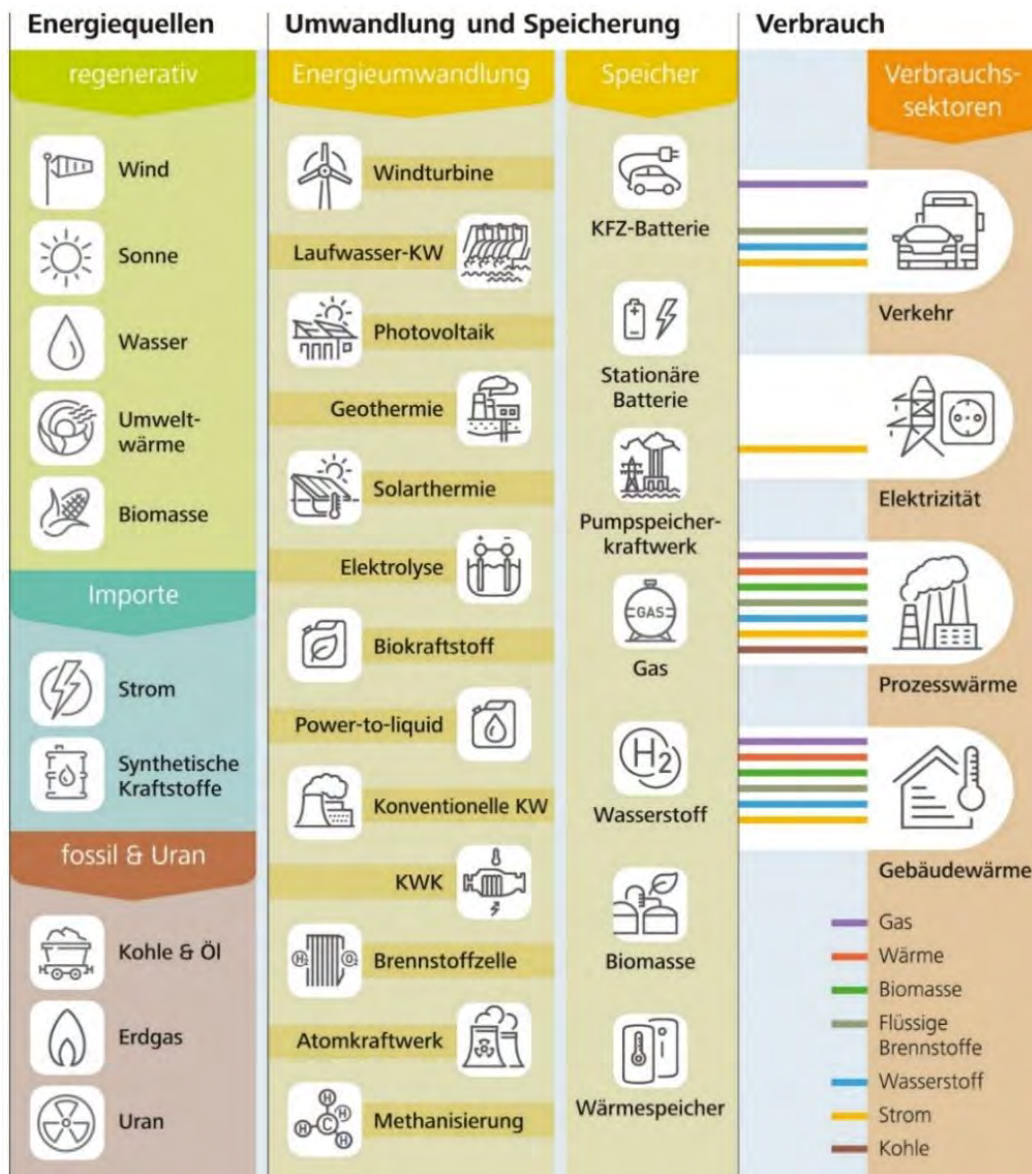 Energiequellen
Umwandlung und Speicherung
Verbrauch
regenerativ
Wind
Sonne
Wasser
Umwelt-
wärme
Biomasse
Importe
Strom
Synthetische
Kraftstoffe
fossil & Uran
Kohle & Öl
Erdgas
Uran
Energieumwandlung
Windturbine
Laufwasser-KW
Photovoltaik
Geothermie
Solarthermie
Elektrolyse
Biokraftstoff
Power-to-liquid
Konventionelle KW
KWK
H₂
O₂
Brennstoffzelle
Atomkraftwerk
H
H
C
H
H
Methanisierung
Speicher
KFZ-Batterie
Stationäre
Batterie
Pumpspeicher-
kraftwerk
GAS
Gas
H₂
Wasserstoff
Biomasse
Wärmespeicher
Verbrauchs-
sektoren
Verkehr
Elektrizität
Prozesswärme
Gebäudewärme
Gas
Wärme
Biomasse
Flüssige
Brennstoffe
Wasserstoff
Strom
Kohle